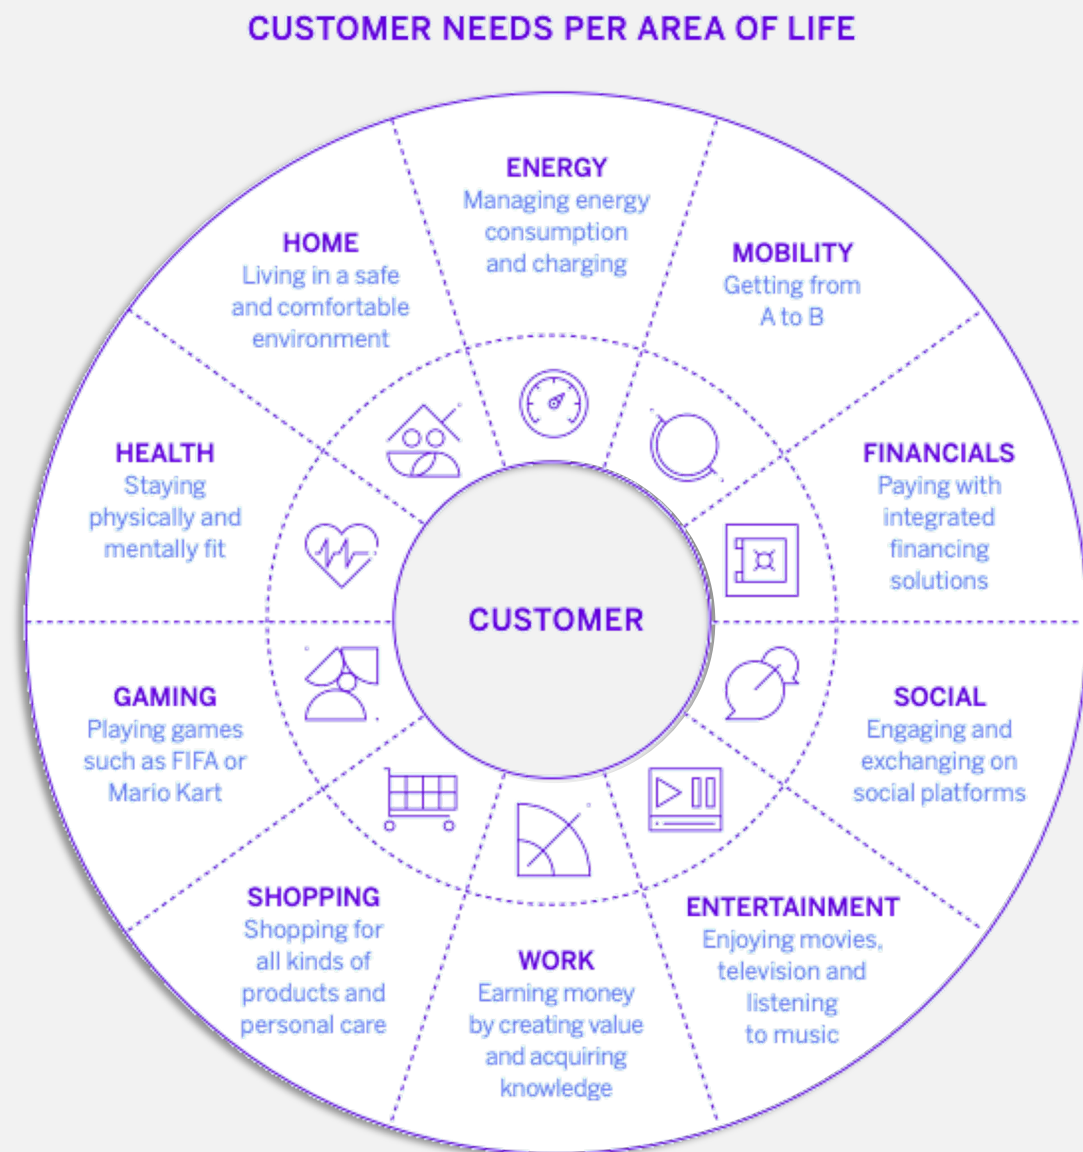 CUSTOMER NEEDS PER AREA OF LIFE
ENERGY
Managing energy
consumption
and charging
MOBILITY
Getting from
A to B
FINANCIALS
Paying with
integrated
financing
solutions
SOCIAL
Engaging and
exchanging on
social platforms
ENTERTAINMENT
Enjoying movies,
television and
listening
to music
WORK
Earning money
by creating value
and acquiring
knowledge
SHOPPING
Shopping for
all kinds of
products and
personal care
GAMING
Playing games
such as FIFA or
Mario Kart
HEALTH
Staying
physically and
mentally fit
HOME
Living in a safe
and comfortable
environment
CUSTOMER